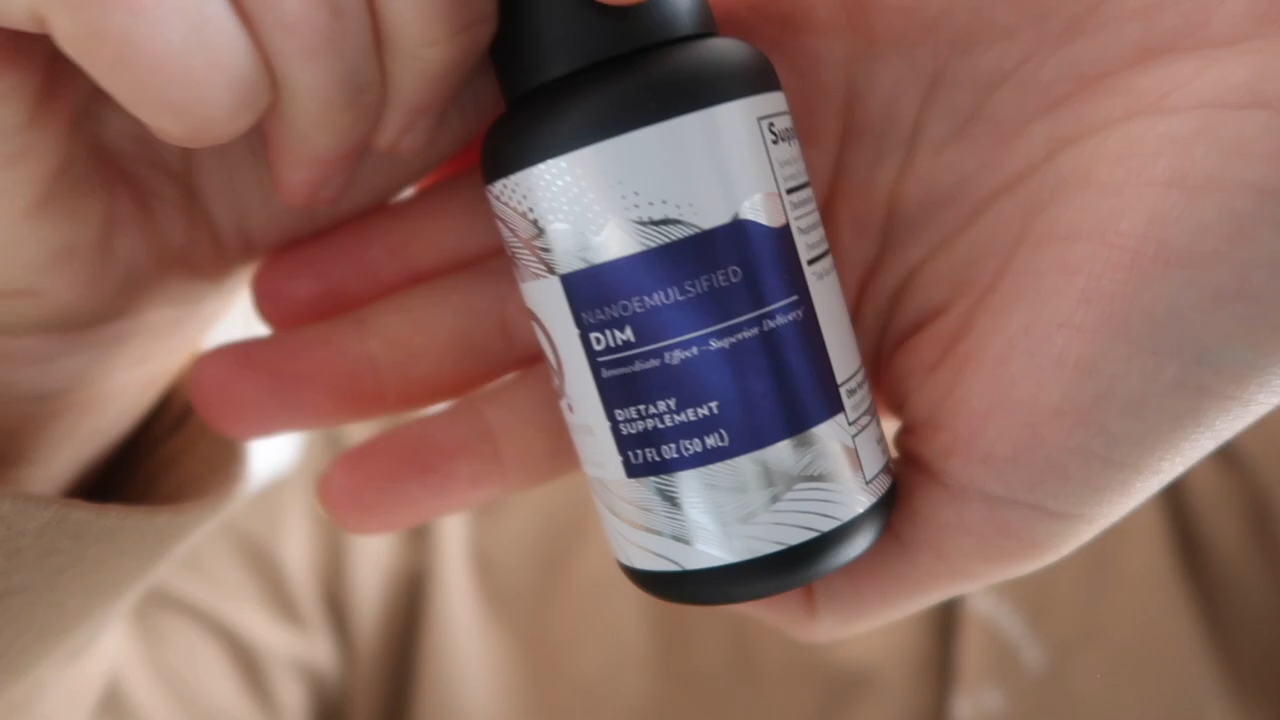 NANOEMULSIFIED
DIM
Immediate Effect - Superior Delivery
DIETARY
SUPPLEMENT
1.7 FL OZ (50 ML)